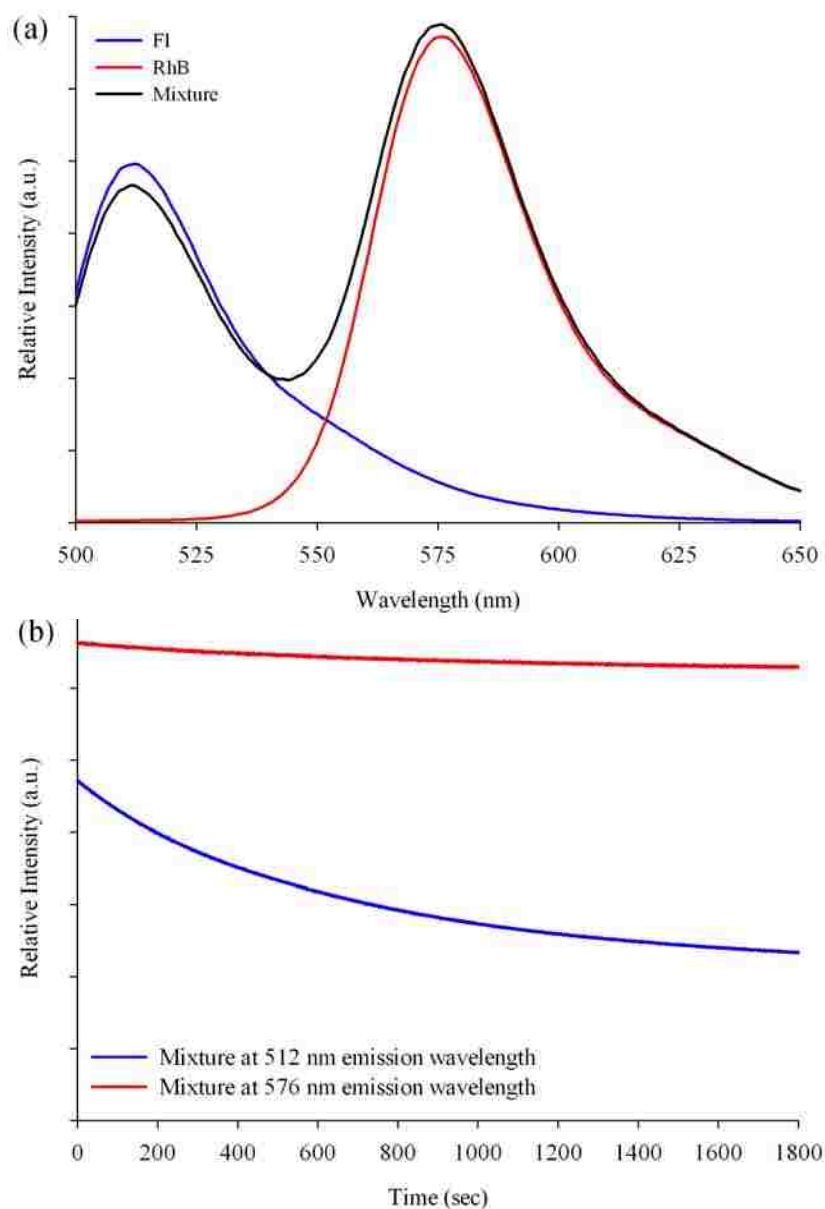 (a)
Fl
RhB
Mixture
Relative Intensity (a.u.)
500 525 550 575 600 625 650
Wavelength (nm)
(b)
Relative Intensity (a.u.)
Mixture at 512 nm emission wavelength
Mixture at 576 nm emission wavelength
0 200 400 600 800 1000 1200 1400 1600 1800
Time (sec)